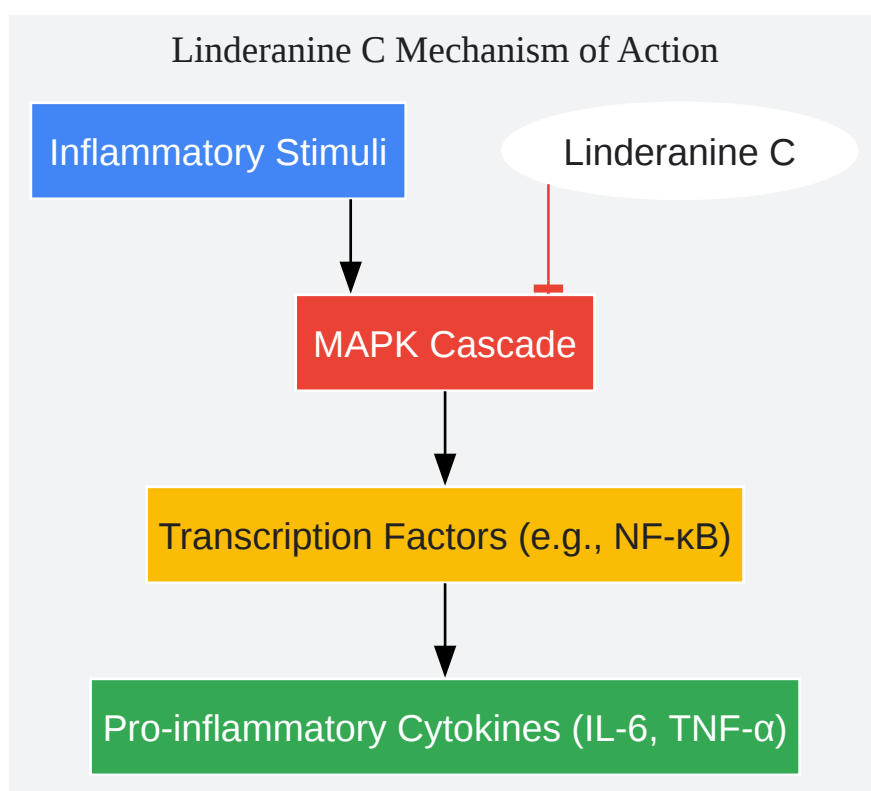 Linderanine C Mechanism of Action
Inflammatory Stimuli
Linderanine C
MAPK Cascade
Transcription Factors (e.g., NF-κB)
Pro-inflammatory Cytokines (IL-6, TNF-α)